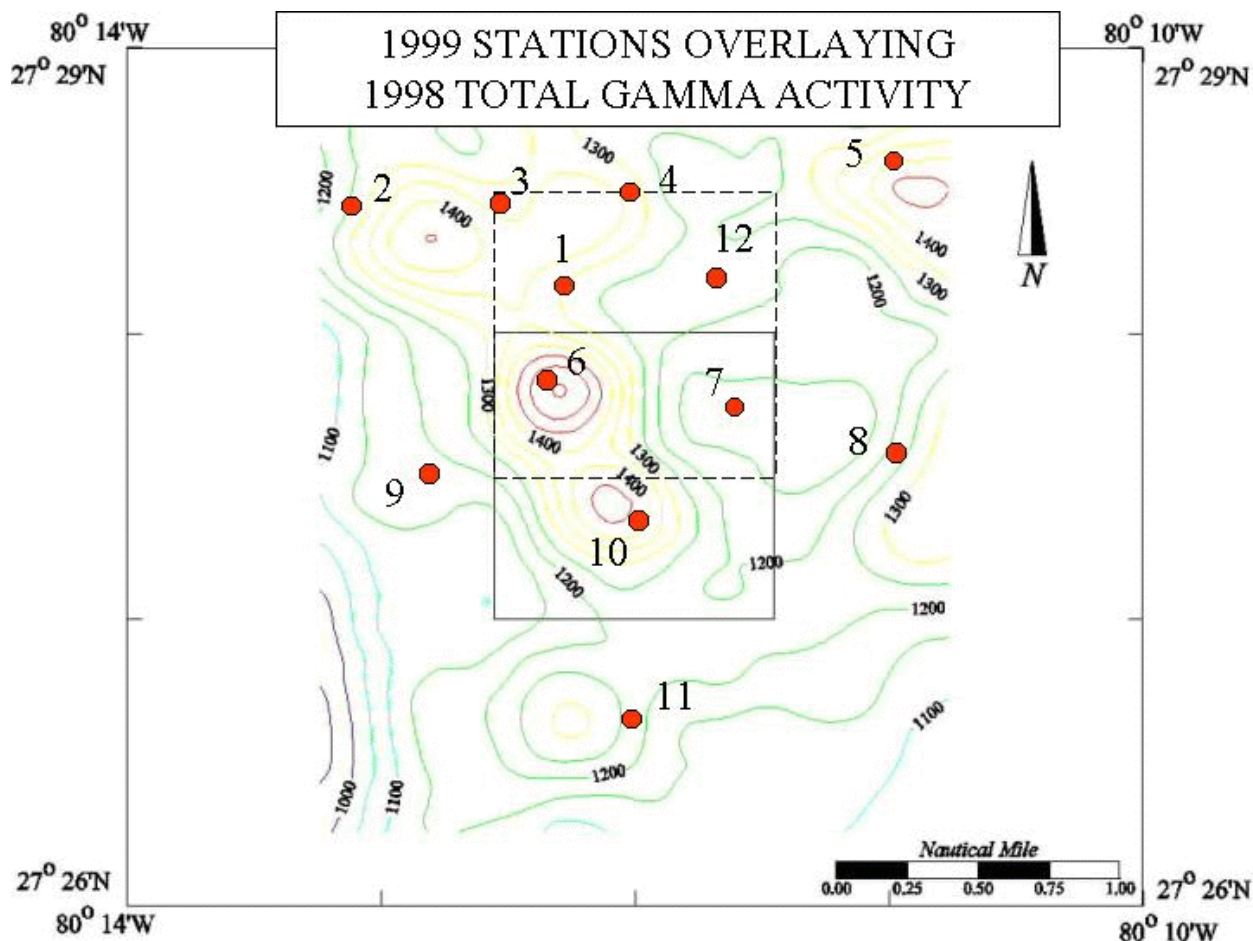 80° 14'W
1999 STATIONS OVERLAYING
1998 TOTAL GAMMA ACTIVITY
80° 10'W
27° 29'N
27° 29'N
1300
5
1200
2
3
4
1400
1
12
1400
N
1300
1200
6
7
1300
1400
1300
1400
1100
8
9
1300
10
1200
1200
1200
11
1100
1200
1000
1100
Nautical Mile
0.00 0.25 0.50 0.75 1.00
27° 26'N
27° 26'N
80° 14'W
80° 10'W